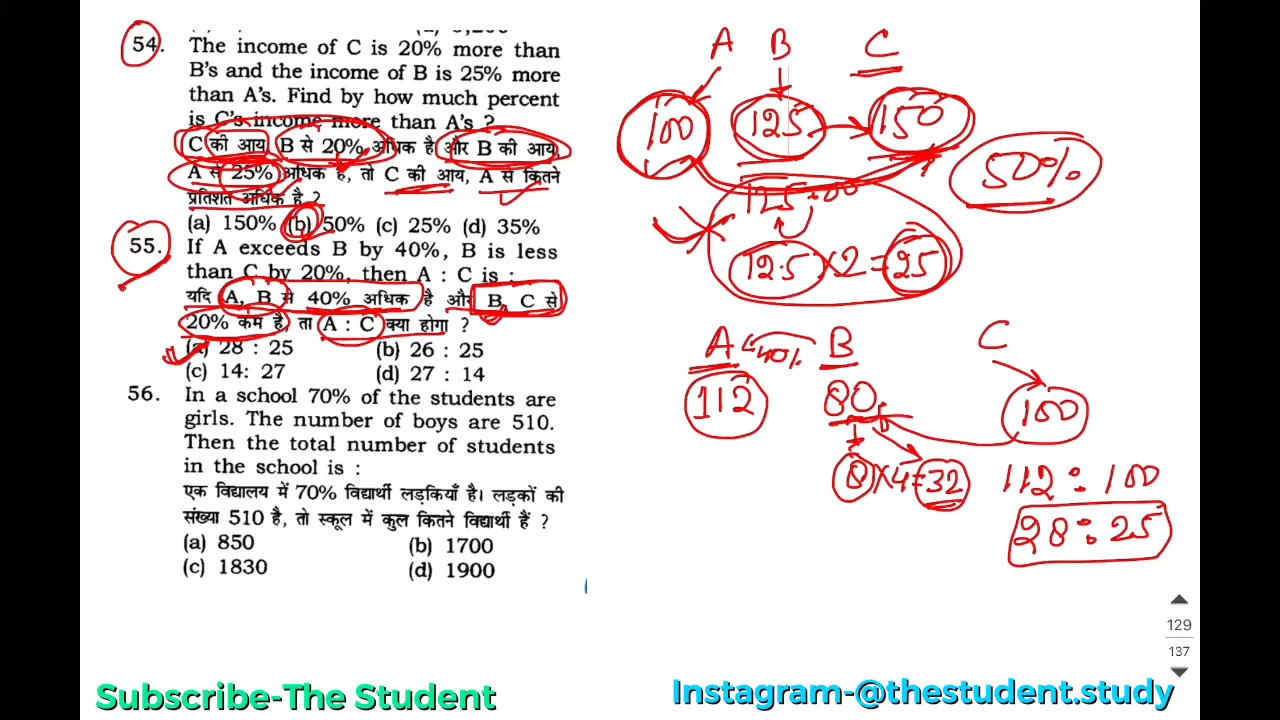 54. The income of C is 20% more than
B's and the income of B is 25% more
than A's. Find by how much percent
is C's income more than A's ?
C की आय B से 20% अधिक है और B की आय,
A से 25% अधिक है, तो C की आय, A से कितने
प्रतिशत अधिक है ?
(a) 150% (b) 50% (c) 25% (d) 35%
55. If A exceeds B by 40%, B is less
than C by 20%, then A : C is :
यदि A, B से 40% अधिक है और B, C से
20% कम है, तो A : C क्या होगा ?
(a) 28 : 25 (b) 26 : 25
(c) 14: 27 (d) 27 : 14
56. In a school 70% of the students are
girls. The number of boys are 510.
Then the total number of students
in the school is :
एक विद्यालय में 70% विद्यार्थी लड़कियाँ है। लड़कों की
संख्या 510 है, तो स्कूल में कुल कितने विद्यार्थी हैं ?
(a) 850 (b) 1700
(c) 1830 (d) 1900
A B C
100 125 150
50%
12.5 × 2 = 25
A 40% B C
112 80 100
8 × 4 = 32
112 : 100
28 : 25
129
137
Subscribe-The Student
Instagram-@thestudent.study